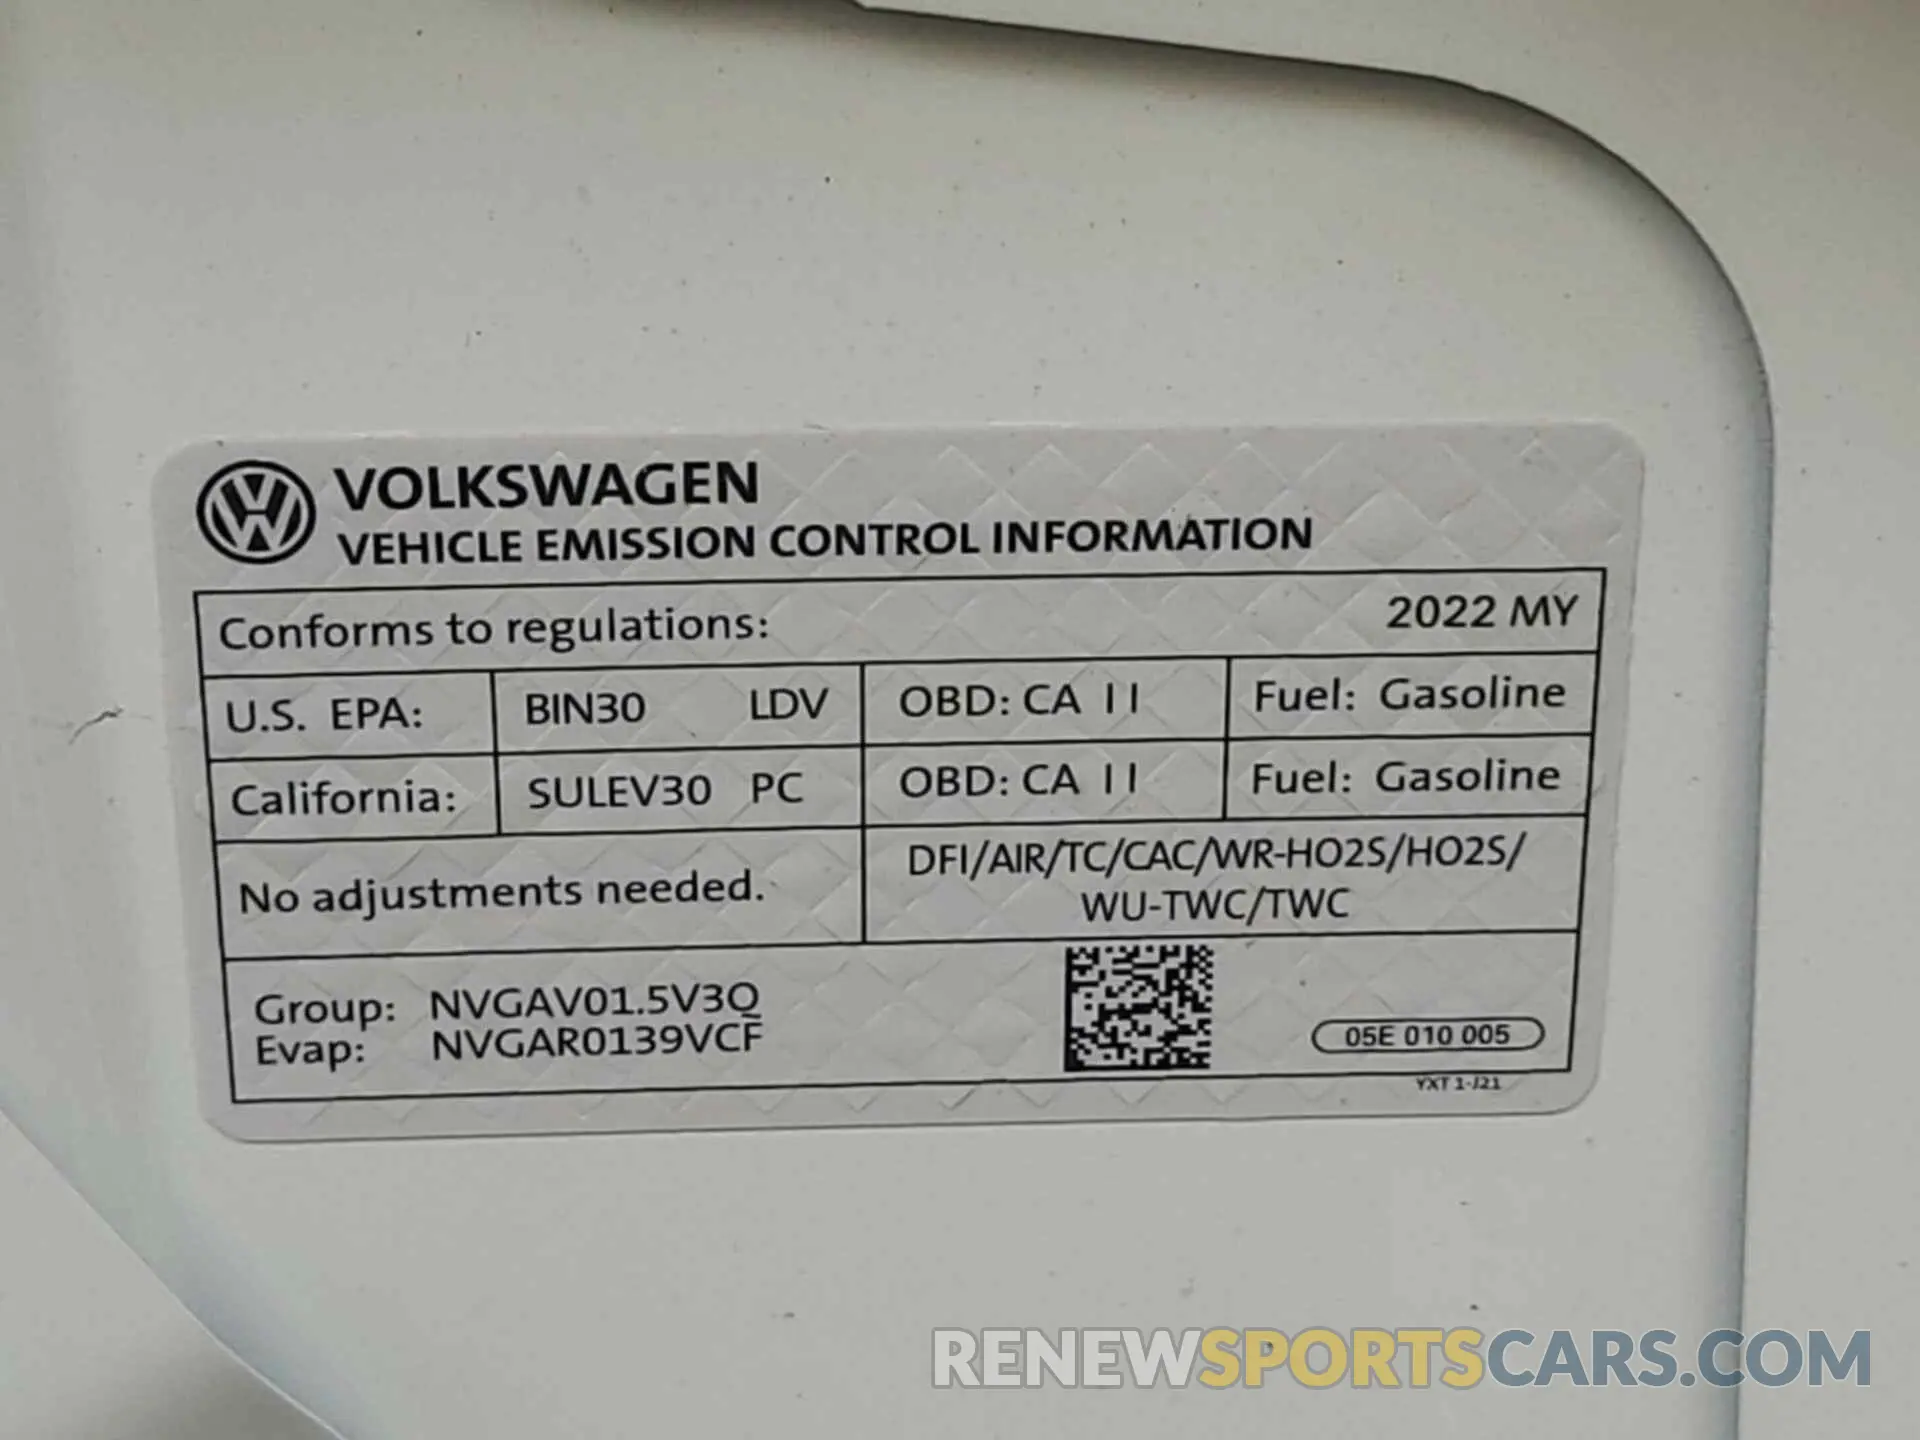 VOLKSWAGEN
VEHICLE EMISSION CONTROL INFORMATION
Conforms to regulations: 2022 MY
U.S. EPA: BIN30 LDV OBD: CA II Fuel: Gasoline
California: SULEV30 PC OBD: CA II Fuel: Gasoline
No adjustments needed.
DFI/AIR/TC/CAC/WR-HO2S/HO2S/
WU-TWC/TWC
Group: NVGAV01.5V3Q
Evap: NVGAR0139VCF
05E 010 005
YXT 1-J21
RENEWSPORTSCARS.COM